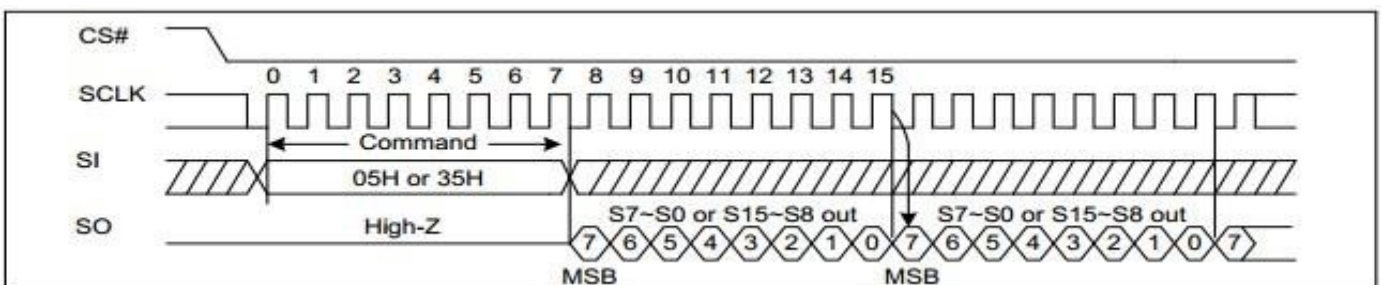 CS#
0 1 2 3 4 5 6 7 8 9 10 11 12 13 14 15
SCLK
Command
SI
05H or 35H
S7~S0 or S15~S8 out S7~S0 or S15~S8 out
SO High-Z
7 6 5 4 3 2 1 0 7 6 5 4 3 2 1 0 7
MSB MSB